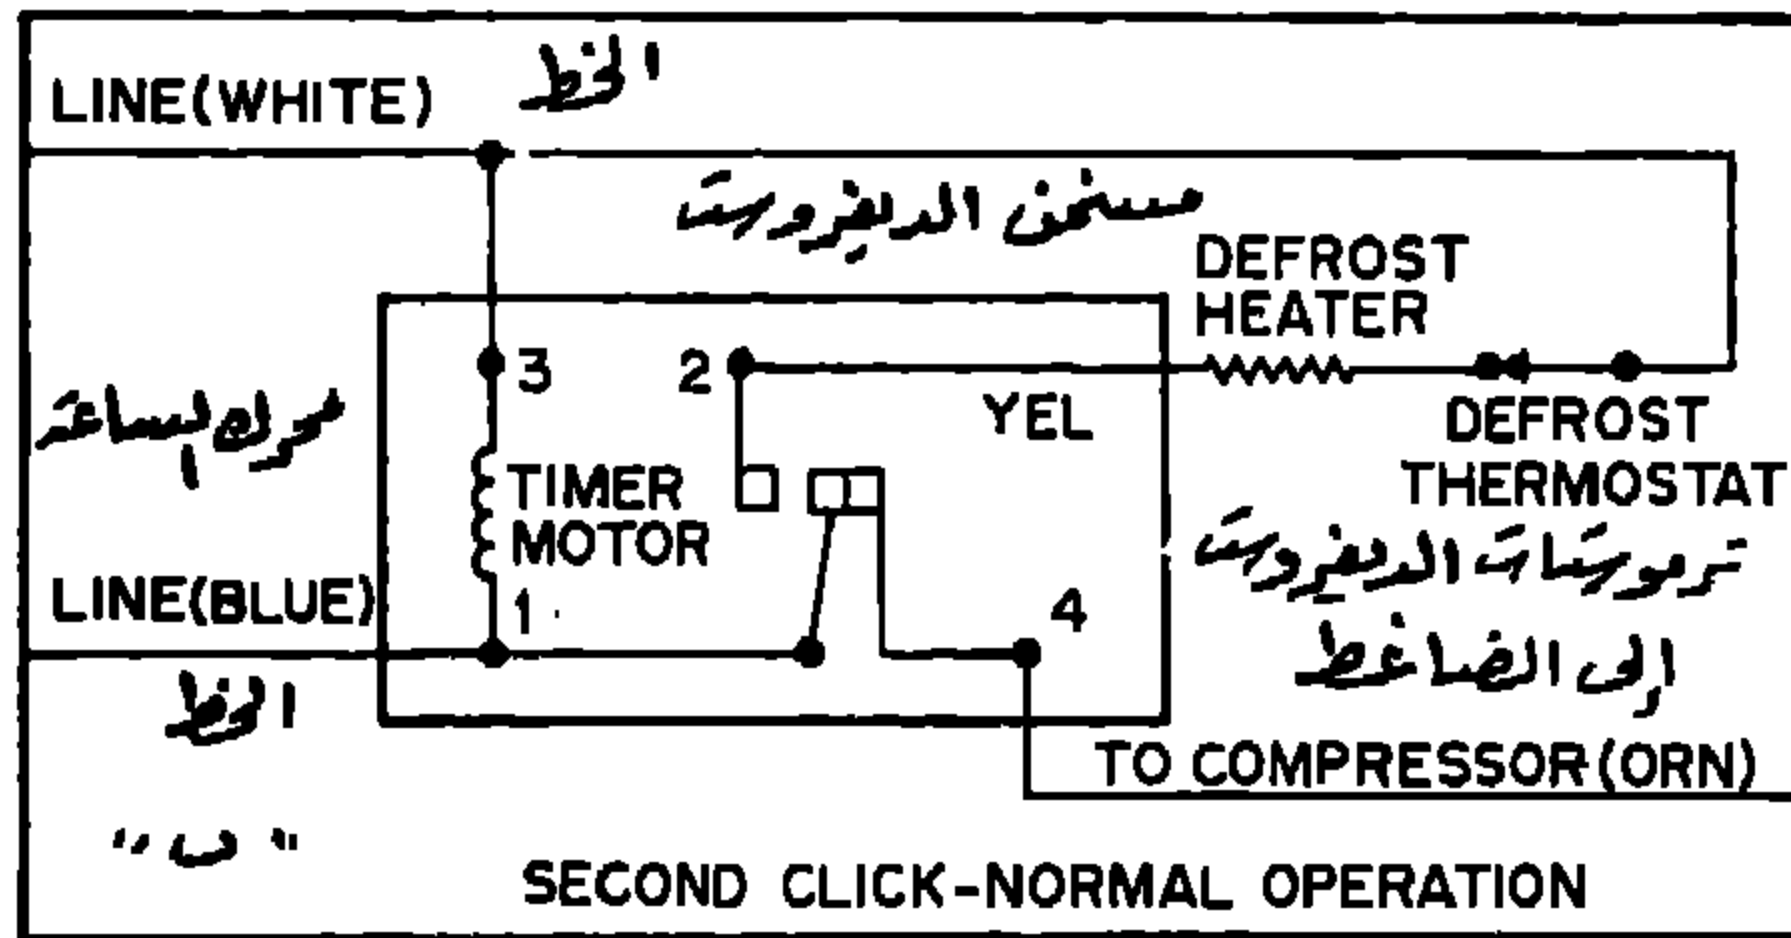 LINE(WHITE)
الخط
مسخن الديفروست
DEFROST
HEATER
3
2
YEL
محرك الساعة
TIMER
MOTOR
DEFROST
THERMOSTAT
ترموستات الديفروست
LINE(BLUE)
1
4
إلى الضاغط
الخط
TO COMPRESSOR(ORN)
"ب"
SECOND CLICK-NORMAL OPERATION